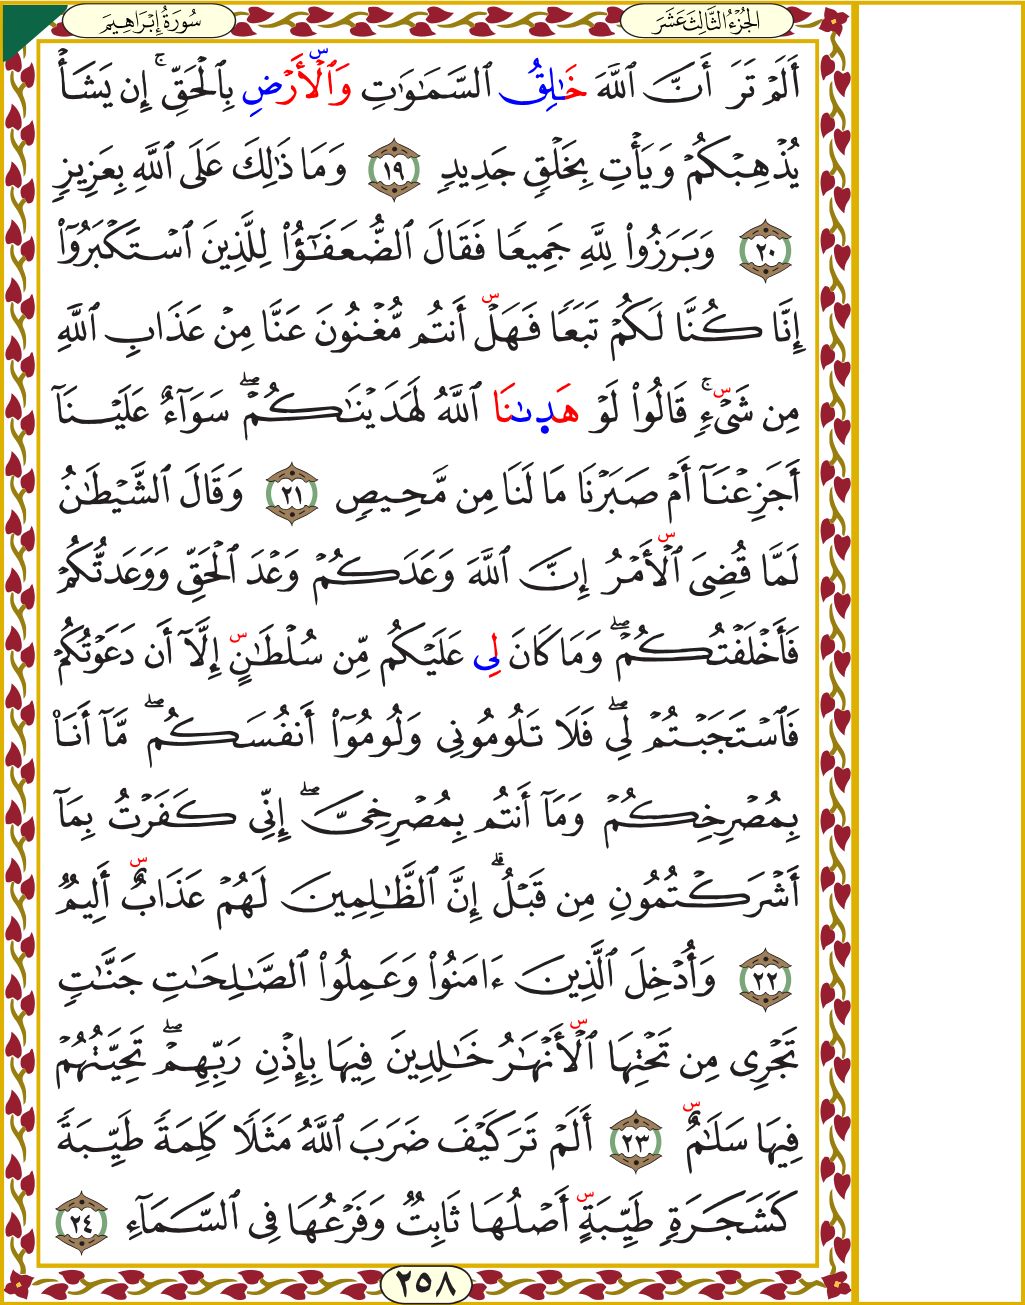 سُورَةُ إِبْرَاهِيمَ
الجُزْءُ الثَّالِثَ عَشَرَ
أَلَمْ تَرَ أَنَّ ٱللَّهَ خَٰلِقُ ٱلسَّمَٰوَٰتِ وَٱلْأَرْضِ بِٱلْحَقِّ ۚ إِن يَشَأْ
يُذْهِبْكُمْ وَيَأْتِ بِخَلْقٍ جَدِيدٍ ١٩ وَمَا ذَٰلِكَ عَلَى ٱللَّهِ بِعَزِيزٍ
٢٠ وَبَرَزُوا۟ لِلَّهِ جَمِيعًا فَقَالَ ٱلضُّعَفَٰٓؤُا۟ لِلَّذِينَ ٱسْتَكْبَرُوٓا۟
إِنَّا كُنَّا لَكُمْ تَبَعًا فَهَلْ أَنتُم مُّغْنُونَ عَنَّا مِنْ عَذَابِ ٱللَّهِ
مِن شَىْءٍ ۚ قَالُوا۟ لَوْ هَدَىٰنَا ٱللَّهُ لَهَدَيْنَٰكُمْ ۖ سَوَآءٌ عَلَيْنَآ
أَجَزِعْنَآ أَمْ صَبَرْنَا مَا لَنَا مِن مَّحِيصٍ ٢١ وَقَالَ ٱلشَّيْطَٰنُ
لَمَّا قُضِىَ ٱلْأَمْرُ إِنَّ ٱللَّهَ وَعَدَكُمْ وَعْدَ ٱلْحَقِّ وَوَعَدتُّكُمْ
فَأَخْلَفْتُكُمْ ۖ وَمَا كَانَ لِى عَلَيْكُم مِّن سُلْطَٰنٍ إِلَّآ أَن دَعَوْتُكُمْ
فَٱسْتَجَبْتُمْ لِى ۖ فَلَا تَلُومُونِى وَلُومُوٓا۟ أَنفُسَكُم ۖ مَّآ أَنَا۠
بِمُصْرِخِكُمْ وَمَآ أَنتُم بِمُصْرِخِىَّ ۖ إِنِّى كَفَرْتُ بِمَآ
أَشْرَكْتُمُونِ مِن قَبْلُ ۗ إِنَّ ٱلظَّٰلِمِينَ لَهُمْ عَذَابٌ أَلِيمٌ
٢٢ وَأُدْخِلَ ٱلَّذِينَ ءَامَنُوا۟ وَعَمِلُوا۟ ٱلصَّٰلِحَٰتِ جَنَّٰتٍ
تَجْرِى مِن تَحْتِهَا ٱلْأَنْهَٰرُ خَٰلِدِينَ فِيهَا بِإِذْنِ رَبِّهِمْ ۖ تَحِيَّتُهُمْ
فِيهَا سَلَٰمٌ ٢٣ أَلَمْ تَرَ كَيْفَ ضَرَبَ ٱللَّهُ مَثَلًا كَلِمَةً طَيِّبَةً
كَشَجَرَةٍ طَيِّبَةٍ أَصْلُهَا ثَابِتٌ وَفَرْعُهَا فِى ٱلسَّمَآءِ ٢٤
٢٥٨